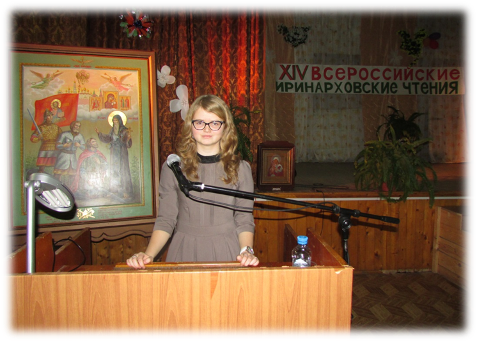 XIV ВСЕРОССИЙСКИЕ
ИРИНАРХОВСКИЕ ЧТЕНИЯ